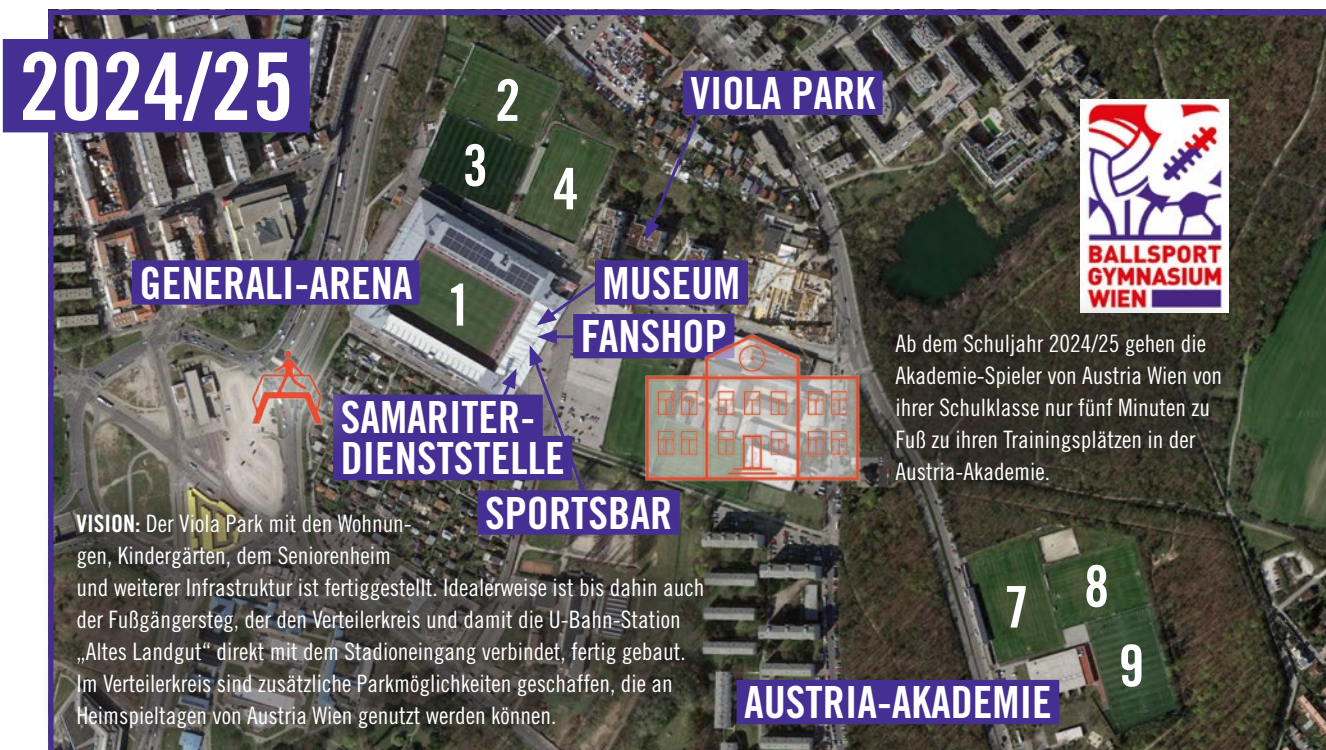 2024/25
VIOLA PARK
2
3
4
BALLSPORT
GYMNASIUM
WIEN
GENERALI-ARENA
1
MUSEUM
FANSHOP
SAMARITER-
DIENSTSTELLE
SPORTSBAR
Ab dem Schuljahr 2024/25 gehen die
Akademie-Spieler von Austria Wien von
ihrer Schulklasse nur fünf Minuten zu
Fuß zu ihren Trainingsplätzen in der
Austria-Akademie.
VISION: Der Viola Park mit den Wohnun-
gen, Kindergärten, dem Seniorenheim
und weiterer Infrastruktur ist fertiggestellt. Idealerweise ist bis dahin auch
der Fußgängersteg, der den Verteilerkreis und damit die U-Bahn-Station
„Altes Landgut“ direkt mit dem Stadioneingang verbindet, fertig gebaut.
Im Verteilerkreis sind zusätzliche Parkmöglichkeiten geschaffen, die an
Heimspieltagen von Austria Wien genutzt werden können.
7
8
9
AUSTRIA-AKADEMIE